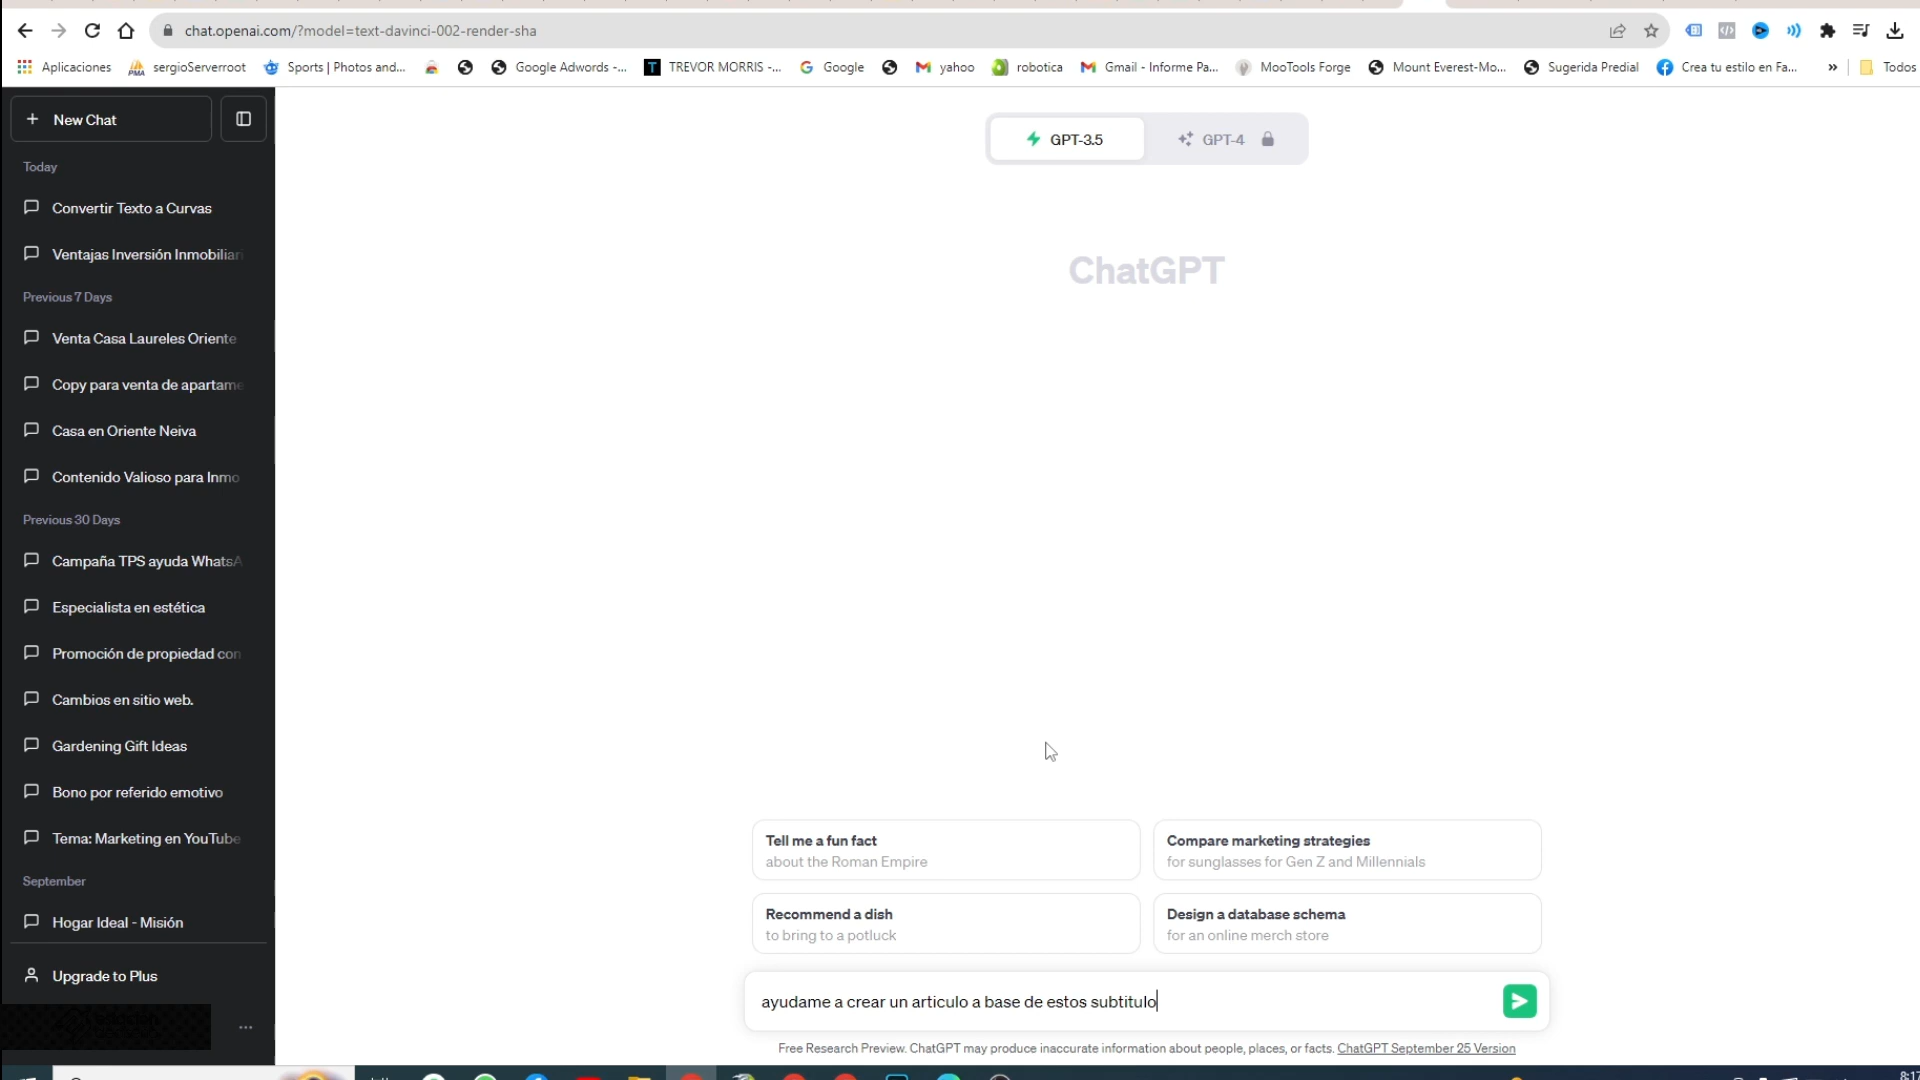 chat.openai.com/?model=text-davinci-002-render-sha
Aplicaciones sergioServerroot Sports | Photos and... Google Adwords -... TREVOR MORRIS -... Google yahoo robotica Gmail - Informe Pa... MooTools Forge Mount Everest-Mo... Sugerida Predial Crea tu estilo en Fa... » Todos
+ New Chat
GPT-3.5 GPT-4
Today
Convertir Texto a Curvas
Ventajas Inversión Inmobiliari
ChatGPT
Previous 7 Days
Venta Casa Laureles Oriente
Copy para venta de apartame
Casa en Oriente Neiva
Contenido Valioso para Inmo
Previous 30 Days
Campaña TPS ayuda WhatsA
Especialista en estética
Promoción de propiedad con
Cambios en sitio web.
Gardening Gift Ideas
Bono por referido emotivo
Tema: Marketing en YouTube
September
Hogar Ideal - Misión
Upgrade to Plus
Tell me a fun fact
about the Roman Empire
Compare marketing strategies
for sunglasses for Gen Z and Millennials
Recommend a dish
to bring to a potluck
Design a database schema
for an online merch store
ayudame a crear un articulo a base de estos subtitulo
Free Research Preview. ChatGPT may produce inaccurate information about people, places, or facts. ChatGPT September 25 Version
8:17